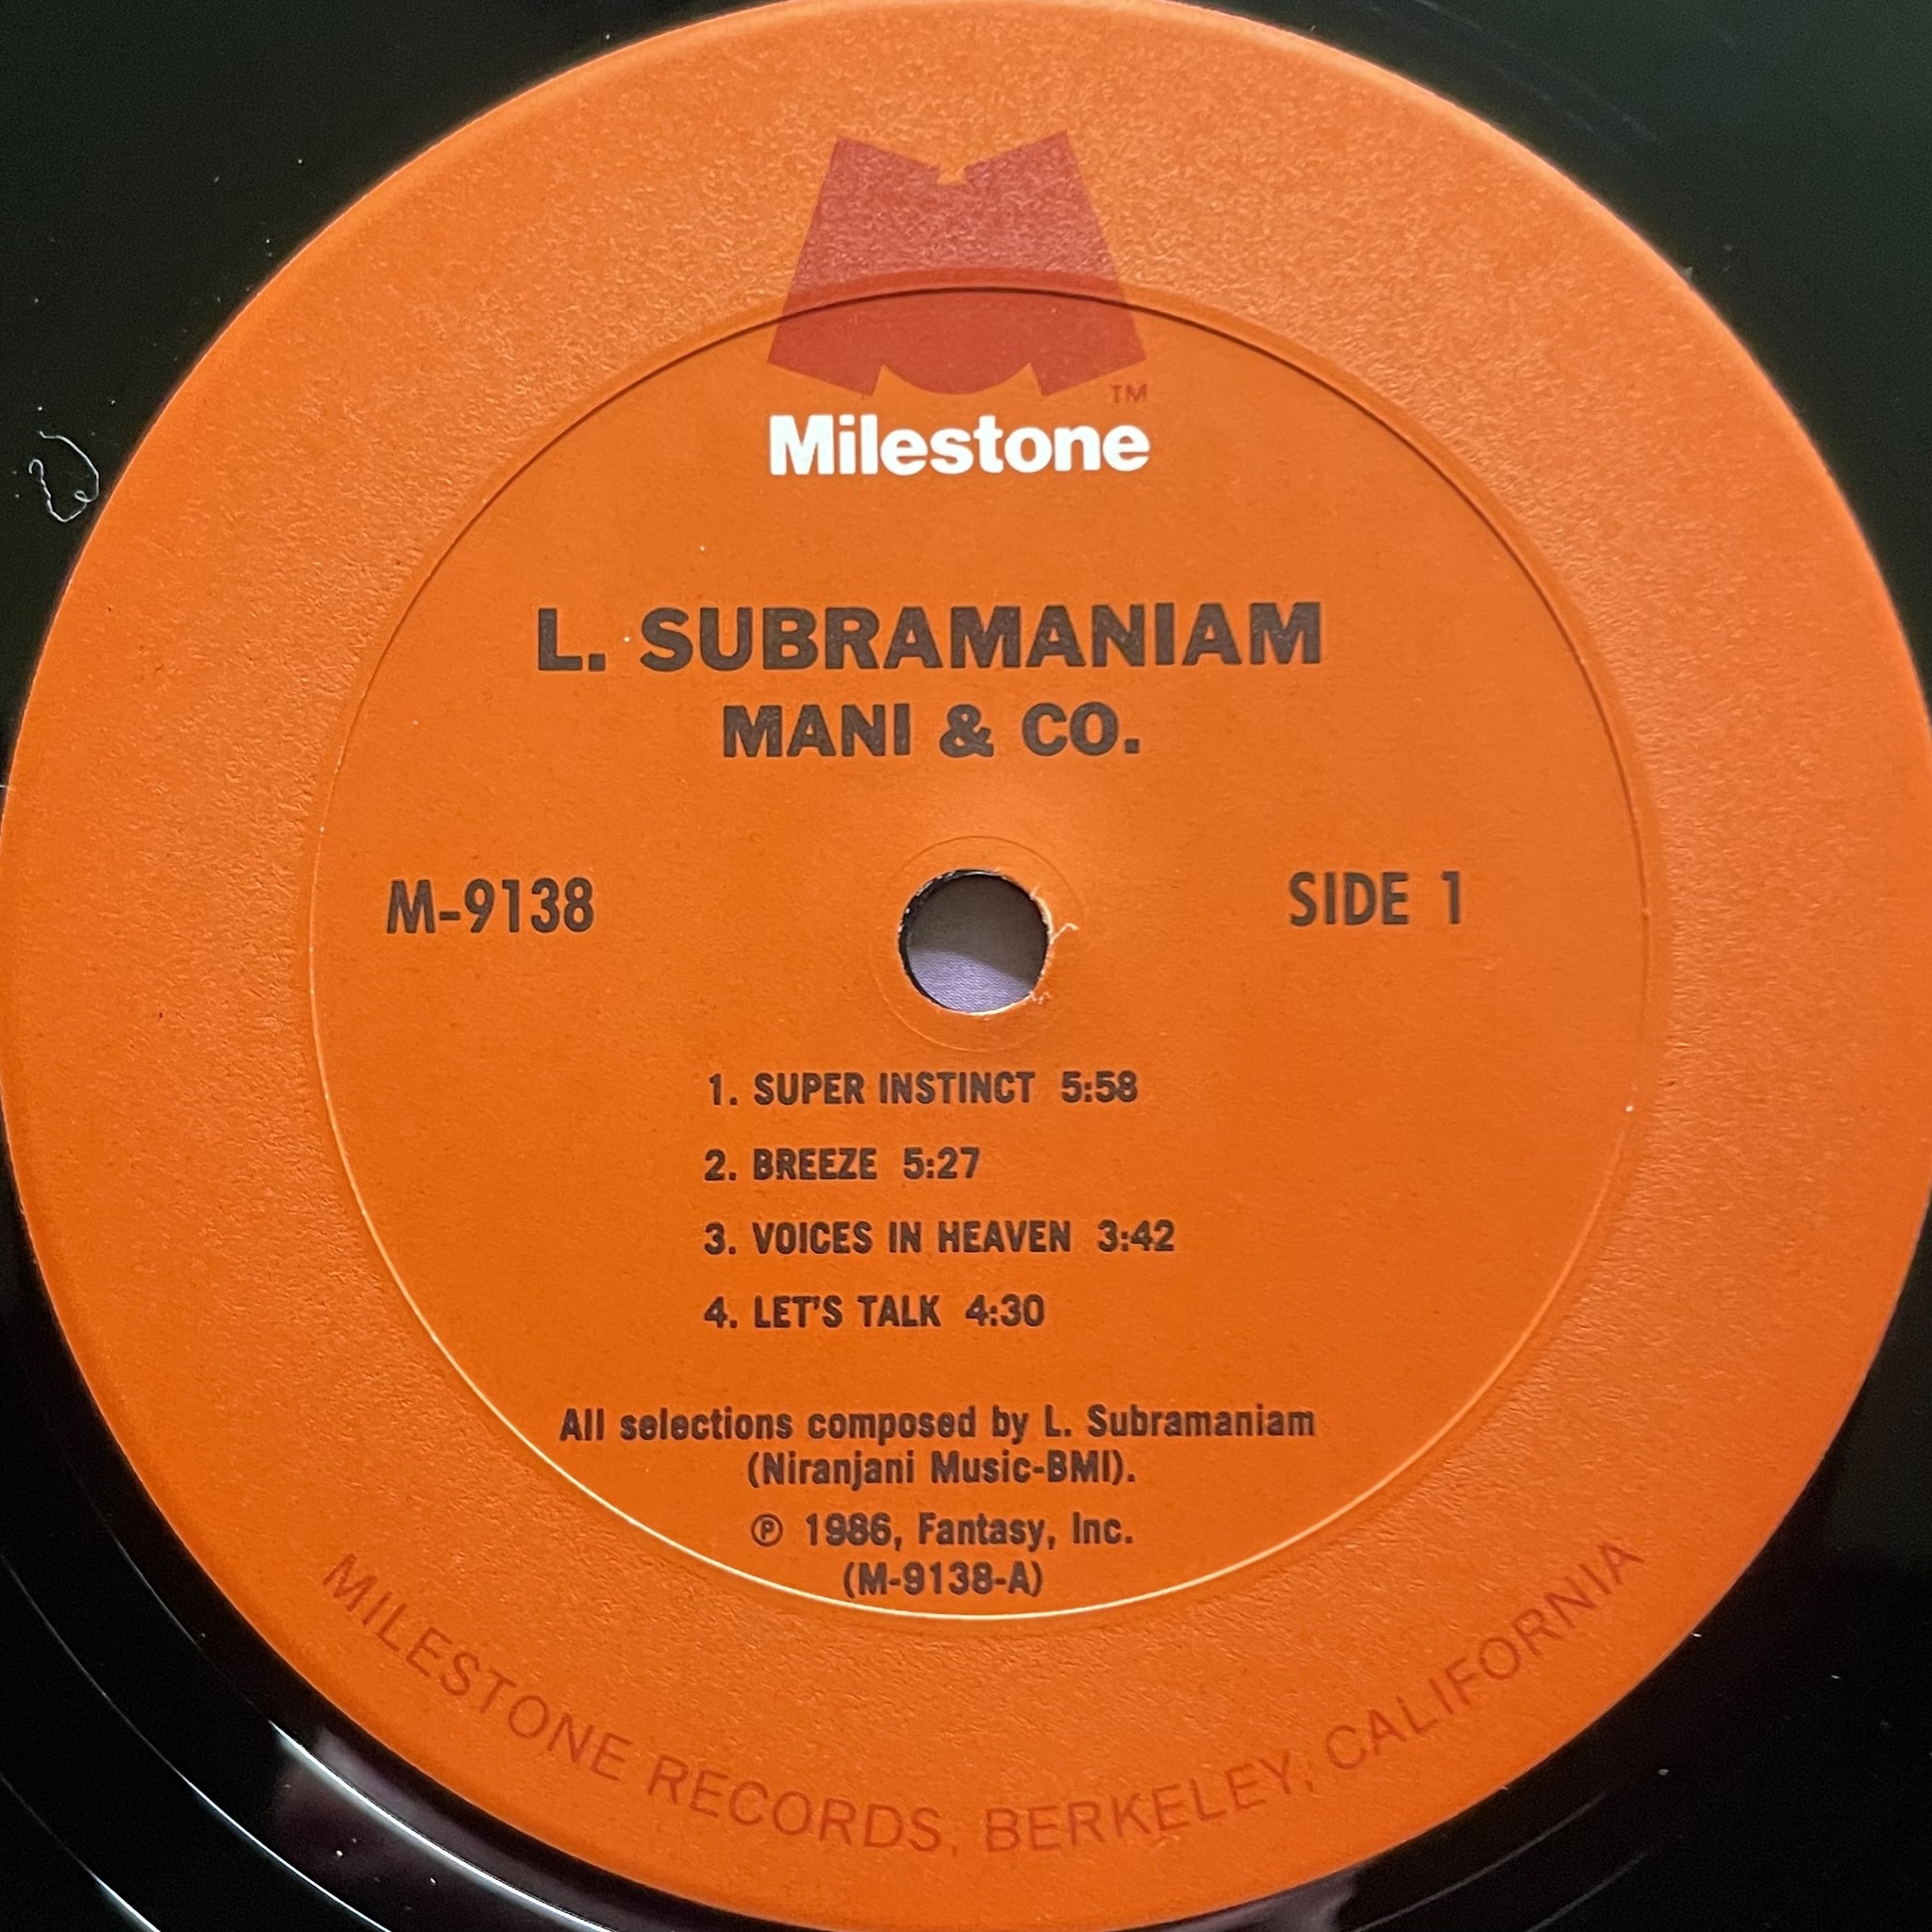 TM
Milestone
L. SUBRAMANIAM
MANI & CO.
M-9138
SIDE 1
1. SUPER INSTINCT 5:58
2. BREEZE 5:27
3. VOICES IN HEAVEN 3:42
4. LET'S TALK 4:30
All selections composed by L. Subramaniam
(Niranjani Music-BMI).
℗ 1986, Fantasy, Inc.
(M-9138-A)
MILESTONE RECORDS, BERKELEY, CALIFORNIA